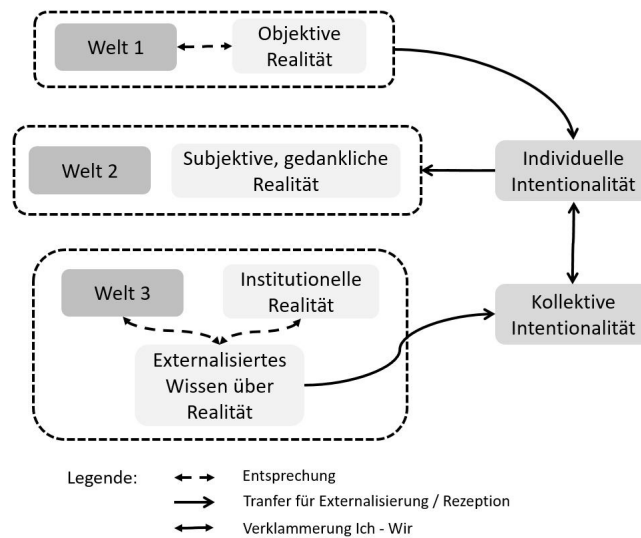 Welt 1
Objektive
Realität
Welt 2
Subjektive, gedankliche
Realität
Individuelle
Intentionalität
Welt 3
Institutionelle
Realität
Kollektive
Intentionalität
Externalisiertes
Wissen über
Realität
Legende:
Entsprechung
Tranfer für Externalisierung / Rezeption
Verklammerung Ich - Wir